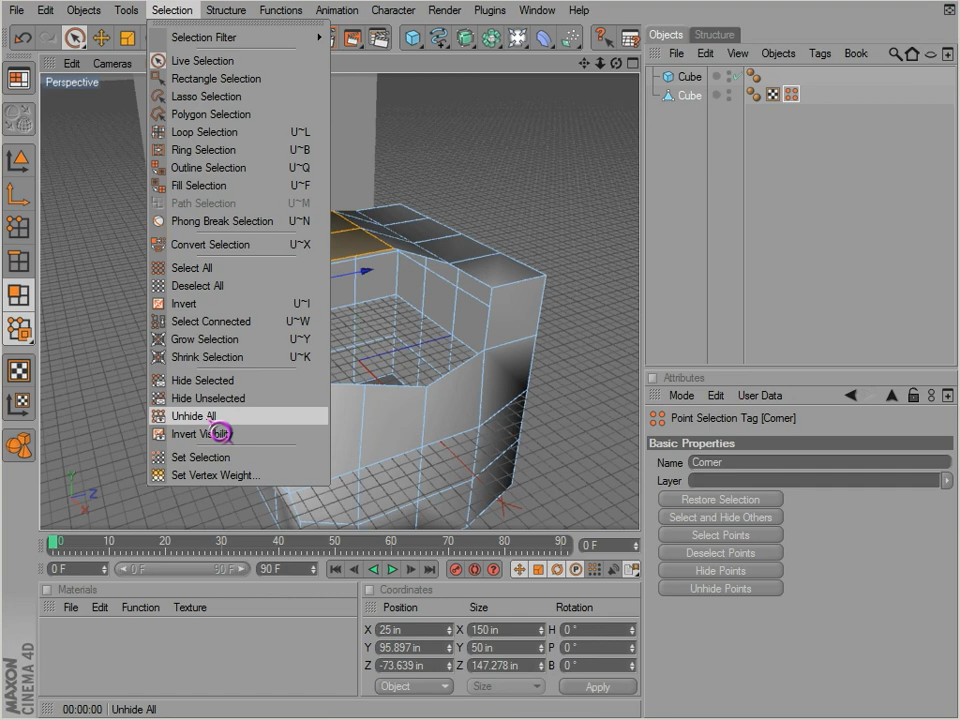 File Edit Objects Tools Selection Structure Functions Animation Character Render Plugins Window Help
Edit Cameras
Perspective
Selection Filter
Live Selection
Rectangle Selection
Lasso Selection
Polygon Selection
Loop Selection U~L
Ring Selection U~B
Outline Selection U~Q
Fill Selection U~F
Path Selection U~M
Phong Break Selection U~N
Convert Selection U~X
Select All
Deselect All
Invert U~I
Select Connected U~W
Grow Selection U~Y
Shrink Selection U~K
Hide Selected
Hide Unselected
Unhide All
Invert Visibility
Set Selection
Set Vertex Weight...
Y Z X
Objects Structure
File Edit View Objects Tags Book
Cube
Cube
Attributes
Mode Edit User Data
Point Selection Tag [Corner]
Basic Properties
Name Corner
Layer
Restore Selection
Select and Hide Others
Select Points
Deselect Points
Hide Points
Unhide Points
0 10 20 30 40 50 60 70 80 90 0 F
0 F 0 F 90 F 90 F
Materials
File Edit Function Texture
Coordinates
Position Size Rotation
X 25 in X 150 in H 0 °
Y 95.897 in Y 50 in P 0 °
Z -73.639 in Z 147.278 in B 0 °
Object Size Apply
MAXON CINEMA 4D
00:00:00 Unhide All